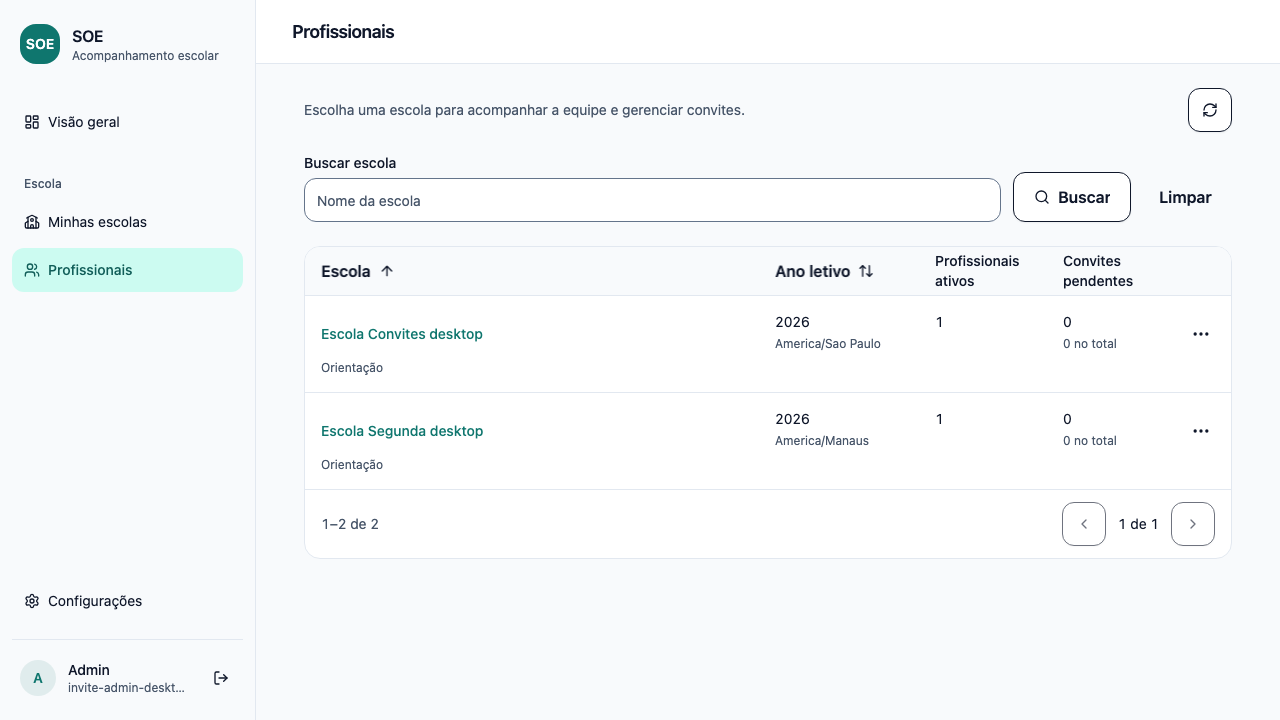 SOE
SOE
Acompanhamento escolar
Visão geral
Escola
Minhas escolas
Profissionais
Configurações
A
Admin
invite-admin-deskt...
Profissionais
Escolha uma escola para acompanhar a equipe e gerenciar convites.
Buscar escola
Nome da escola
Buscar
Limpar
Escola
Ano letivo
Profissionais
ativos
Convites
pendentes
Escola Convites desktop
Orientação
2026
America/Sao Paulo
1
0
0 no total
Escola Segunda desktop
Orientação
2026
America/Manaus
1
0
0 no total
1–2 de 2
1 de 1